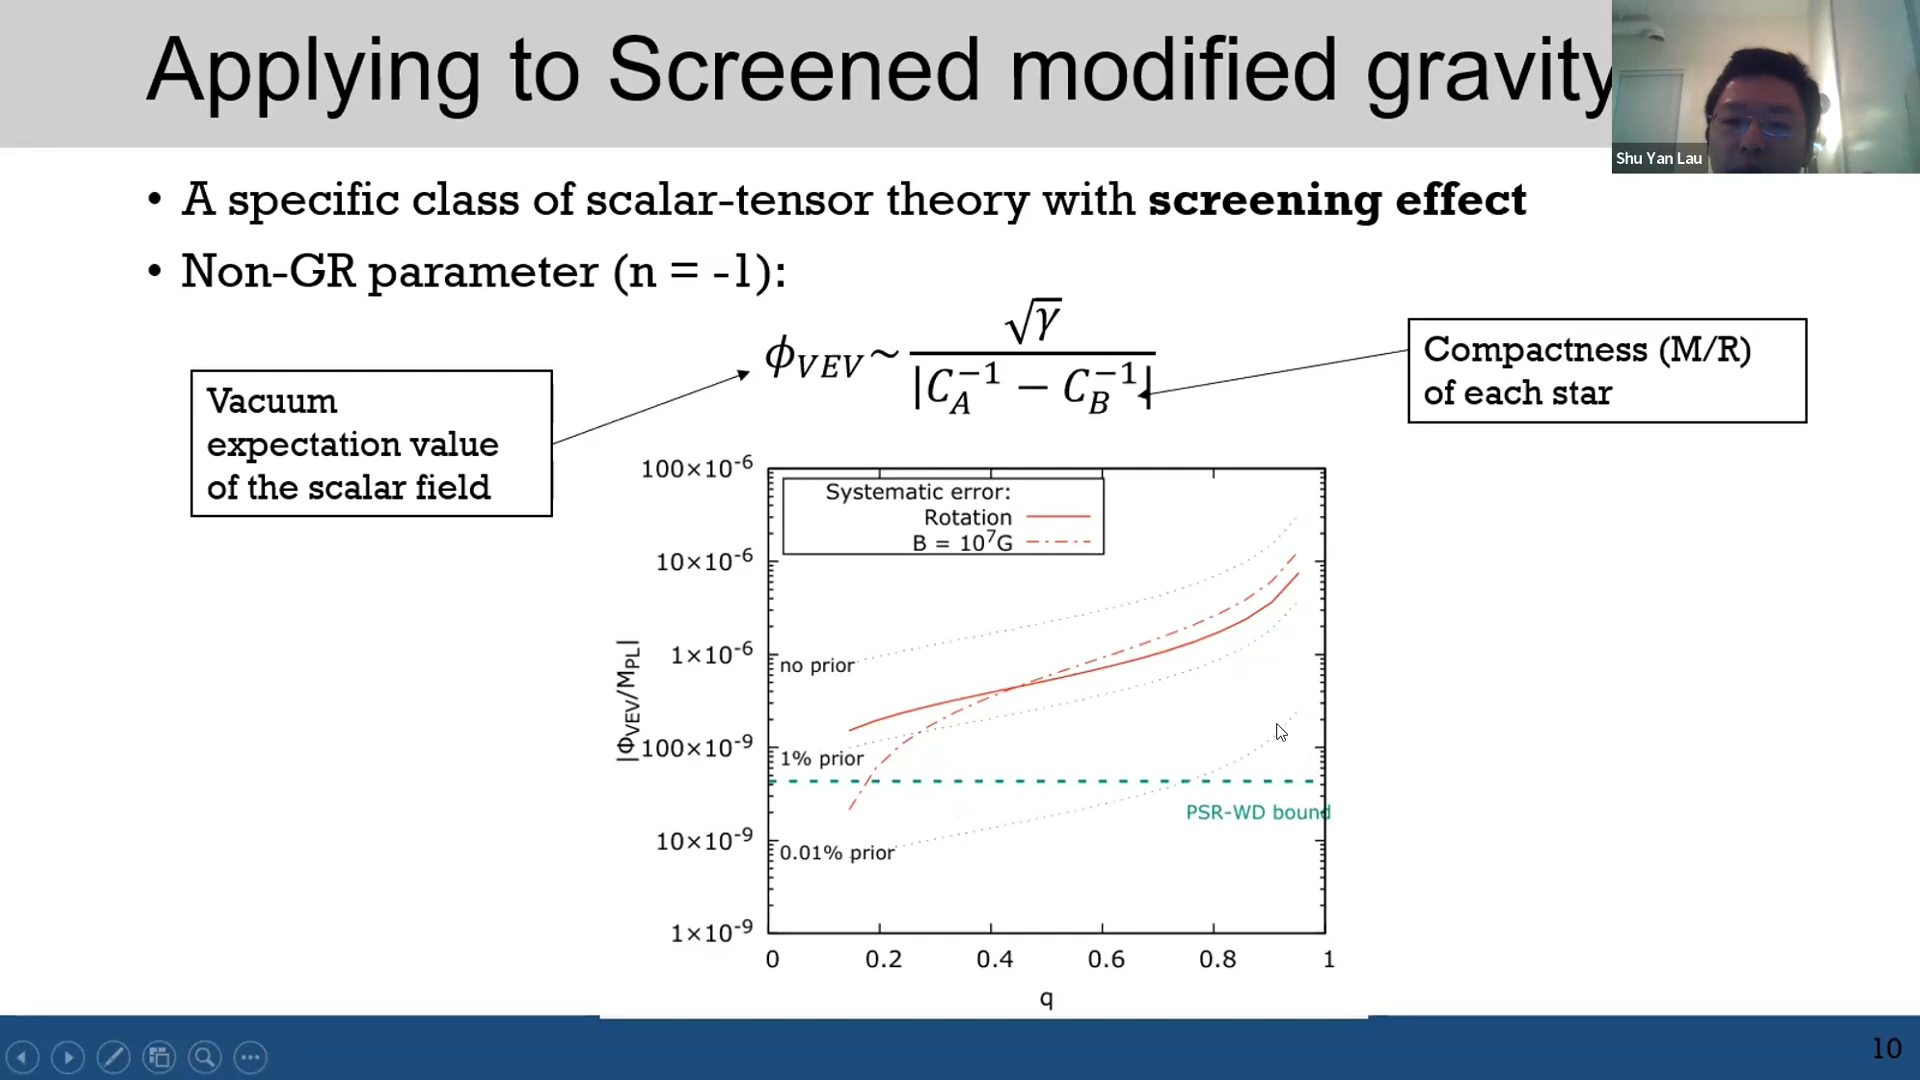 Applying to Screened modified gravity
Shu Yan Lau
• A specific class of scalar-tensor theory with screening effect
• Non-GR parameter (n = -1):
ϕ_VEV ~ √γ / |C_A^{-1} − C_B^{-1}|
Compactness (M/R)
of each star
Vacuum
expectation value
of the scalar field
100×10^-6
10×10^-6
1×10^-6
100×10^-9
10×10^-9
1×10^-9
|Φ_VEV/M_PL|
Systematic error:
Rotation
B = 10^7G
no prior
1% prior
PSR-WD bound
0.01% prior
0 0.2 0.4 0.6 0.8 1
q
10